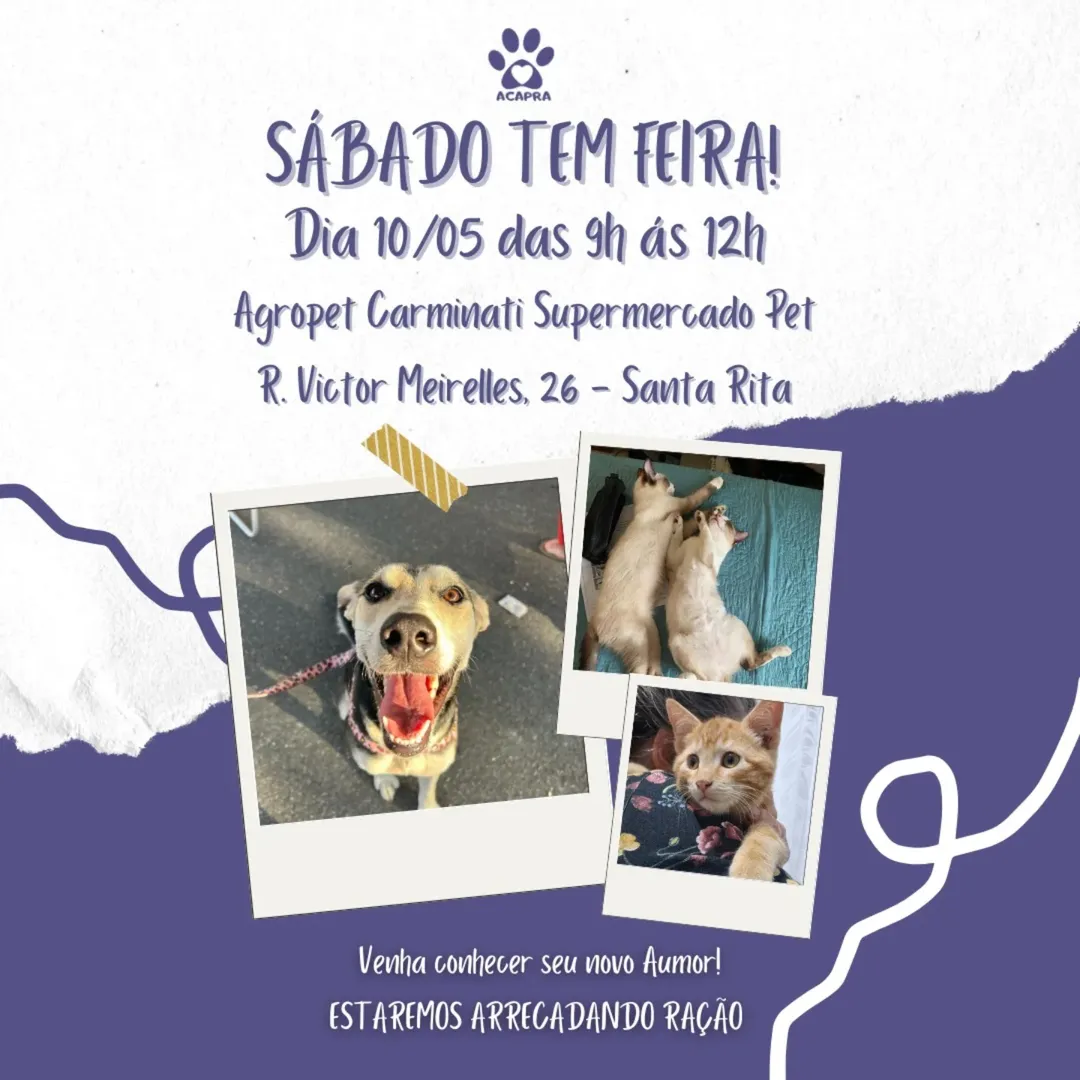 ACAPRA
SÁBADO TEM FEIRA!
Dia 10/05 das 9h ás 12h
Agropet Carminati Supermercado Pet
R. Victor Meirelles, 26 - Santa Rita
Venha conhecer seu novo Aumor!
ESTAREMOS ARRECADANDO RAÇÃO